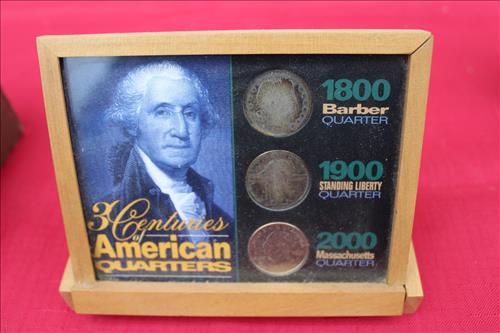 3 Centuries
of
American
QUARTERS
1800
Barber
QUARTER
1900
STANDING LIBERTY
QUARTER
2000
Massachusetts
QUARTER